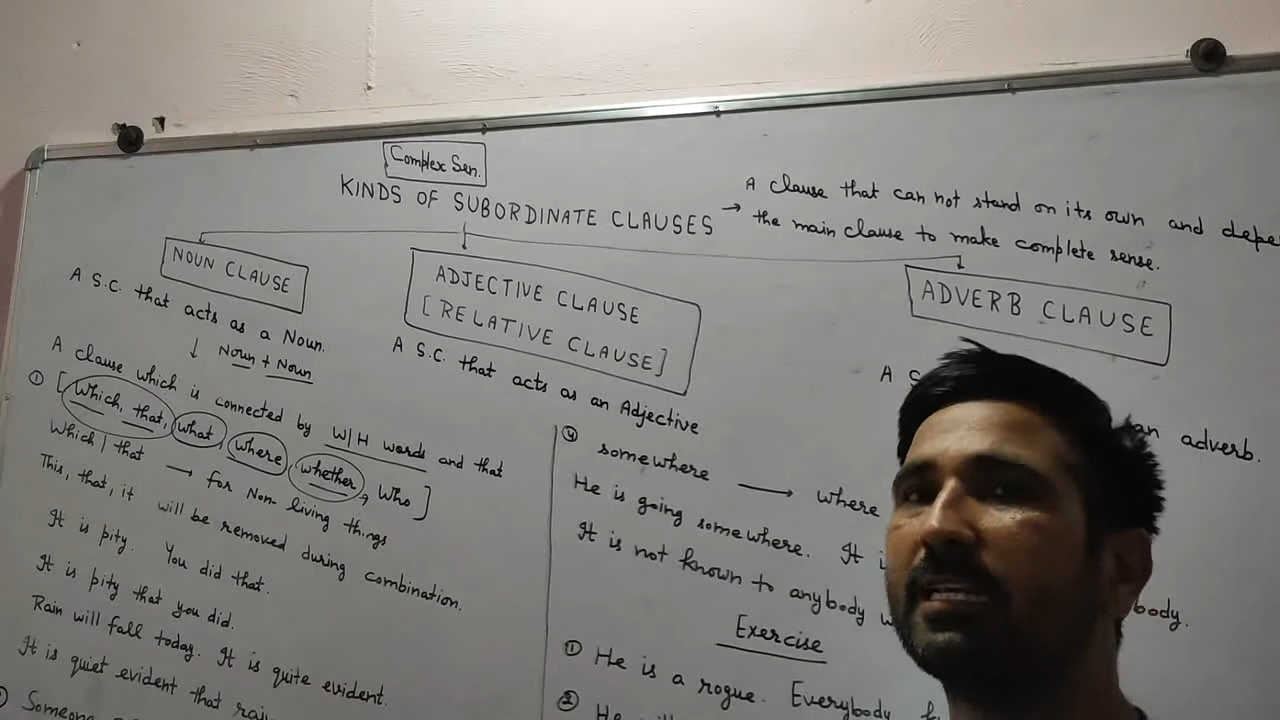 Complex Sen.
KINDS OF SUBORDINATE CLAUSES
→ A clause that can not stand on its own and
the main clause to make complete sense.
NOUN CLAUSE
A S.C. that acts as a Noun.
↓ Noun + Noun
A clause which is connected by W/H words and that
① [Which, that, what, where, whether, Who]
Which / that → for Non-living things
This, that, it will be removed during combination.
It is pity. You did that.
It is pity that you did.
Rain will fall today. It is quite evident.
It is quiet evident that
ADJECTIVE CLAUSE
[RELATIVE CLAUSE]
A S.C. that acts as an Adjective
④ somewhere → where
He is going somewhere. It
It is not known to anybody
Exercise
① He is a rogue. Everybody
② He
ADVERB CLAUSE
A
an adverb.
body.